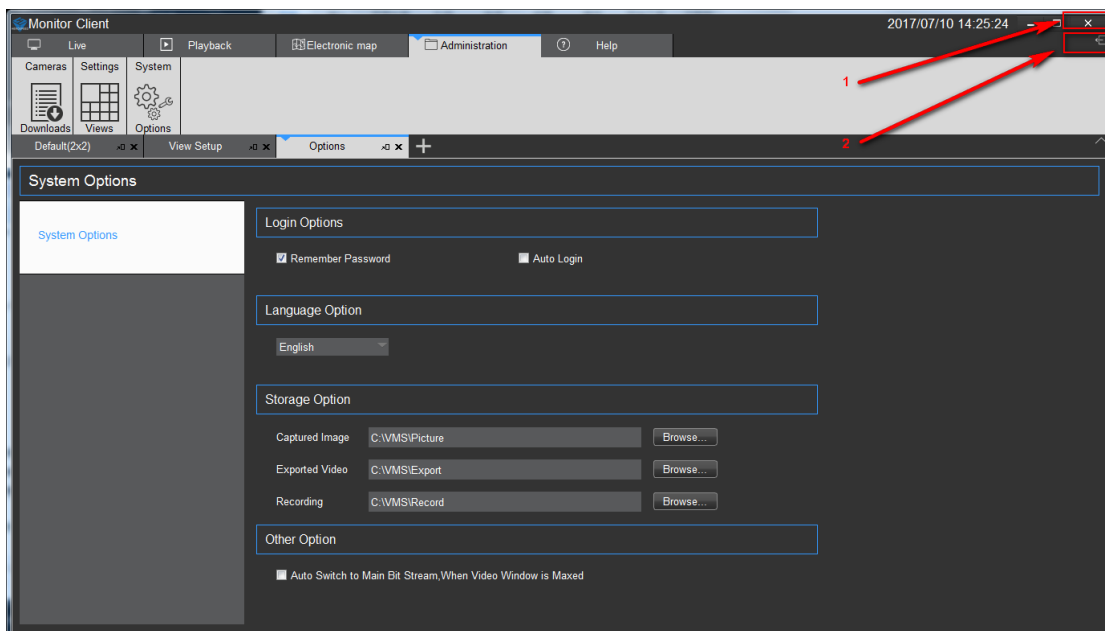 Monitor Client 2017/07/10 14:25:24
Live Playback Electronic map Administration Help
Cameras Settings System
1
Downloads Views Options
Default(2x2) View Setup Options 2
System Options
System Options
Login Options
Remember Password Auto Login
Language Option
English
Storage Option
Captured Image C:\VMS\Picture Browse...
Exported Video C:\VMS\Export Browse...
Recording C:\VMS\Record Browse...
Other Option
Auto Switch to Main Bit Stream,When Video Window is Maxed